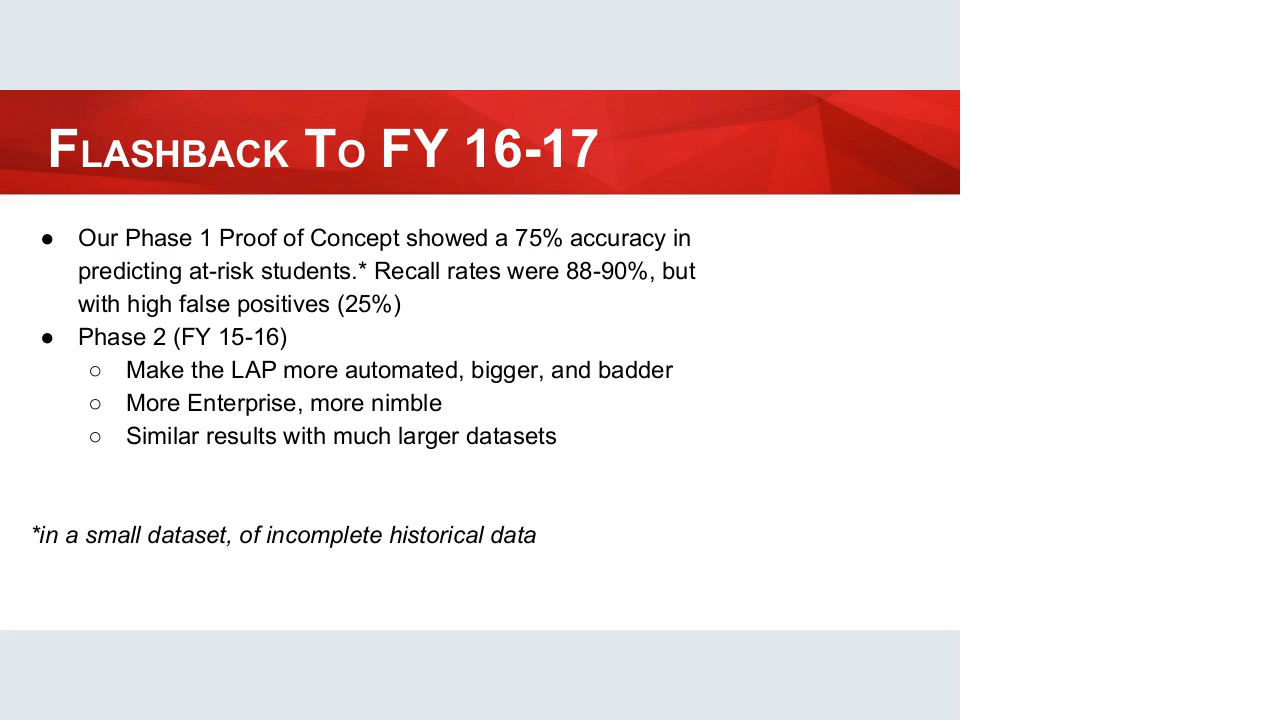 Flashback To FY 16-17
● Our Phase 1 Proof of Concept showed a 75% accuracy in
predicting at-risk students.* Recall rates were 88-90%, but
with high false positives (25%)
● Phase 2 (FY 15-16)
○ Make the LAP more automated, bigger, and badder
○ More Enterprise, more nimble
○ Similar results with much larger datasets
*in a small dataset, of incomplete historical data